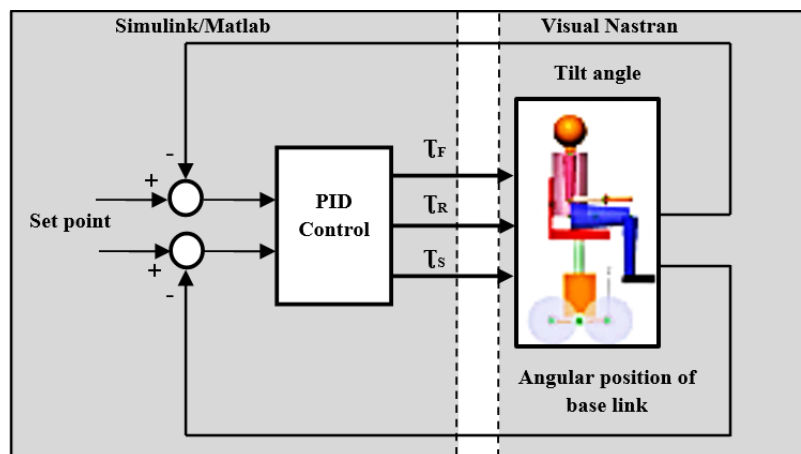 Simulink/Matlab
Visual Nastran
Tilt angle
-
+
Set point
+
-
PID
Control
τF
τR
τS
Angular position of
base link